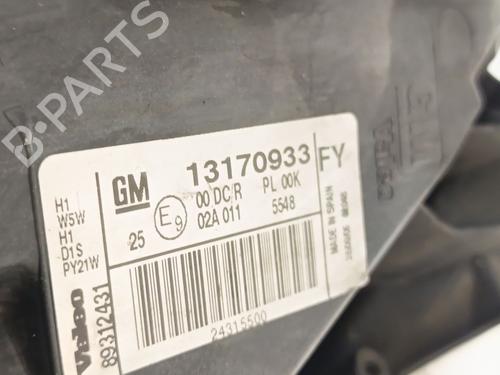 B-PARTS
GM
13170933
FY
00 DC/R
PL 00K
25
E9
02A 011
5548
H1
W5W
H1
D1S
PY21W
Valeo
89312431
24315500
MADE IN SPAIN